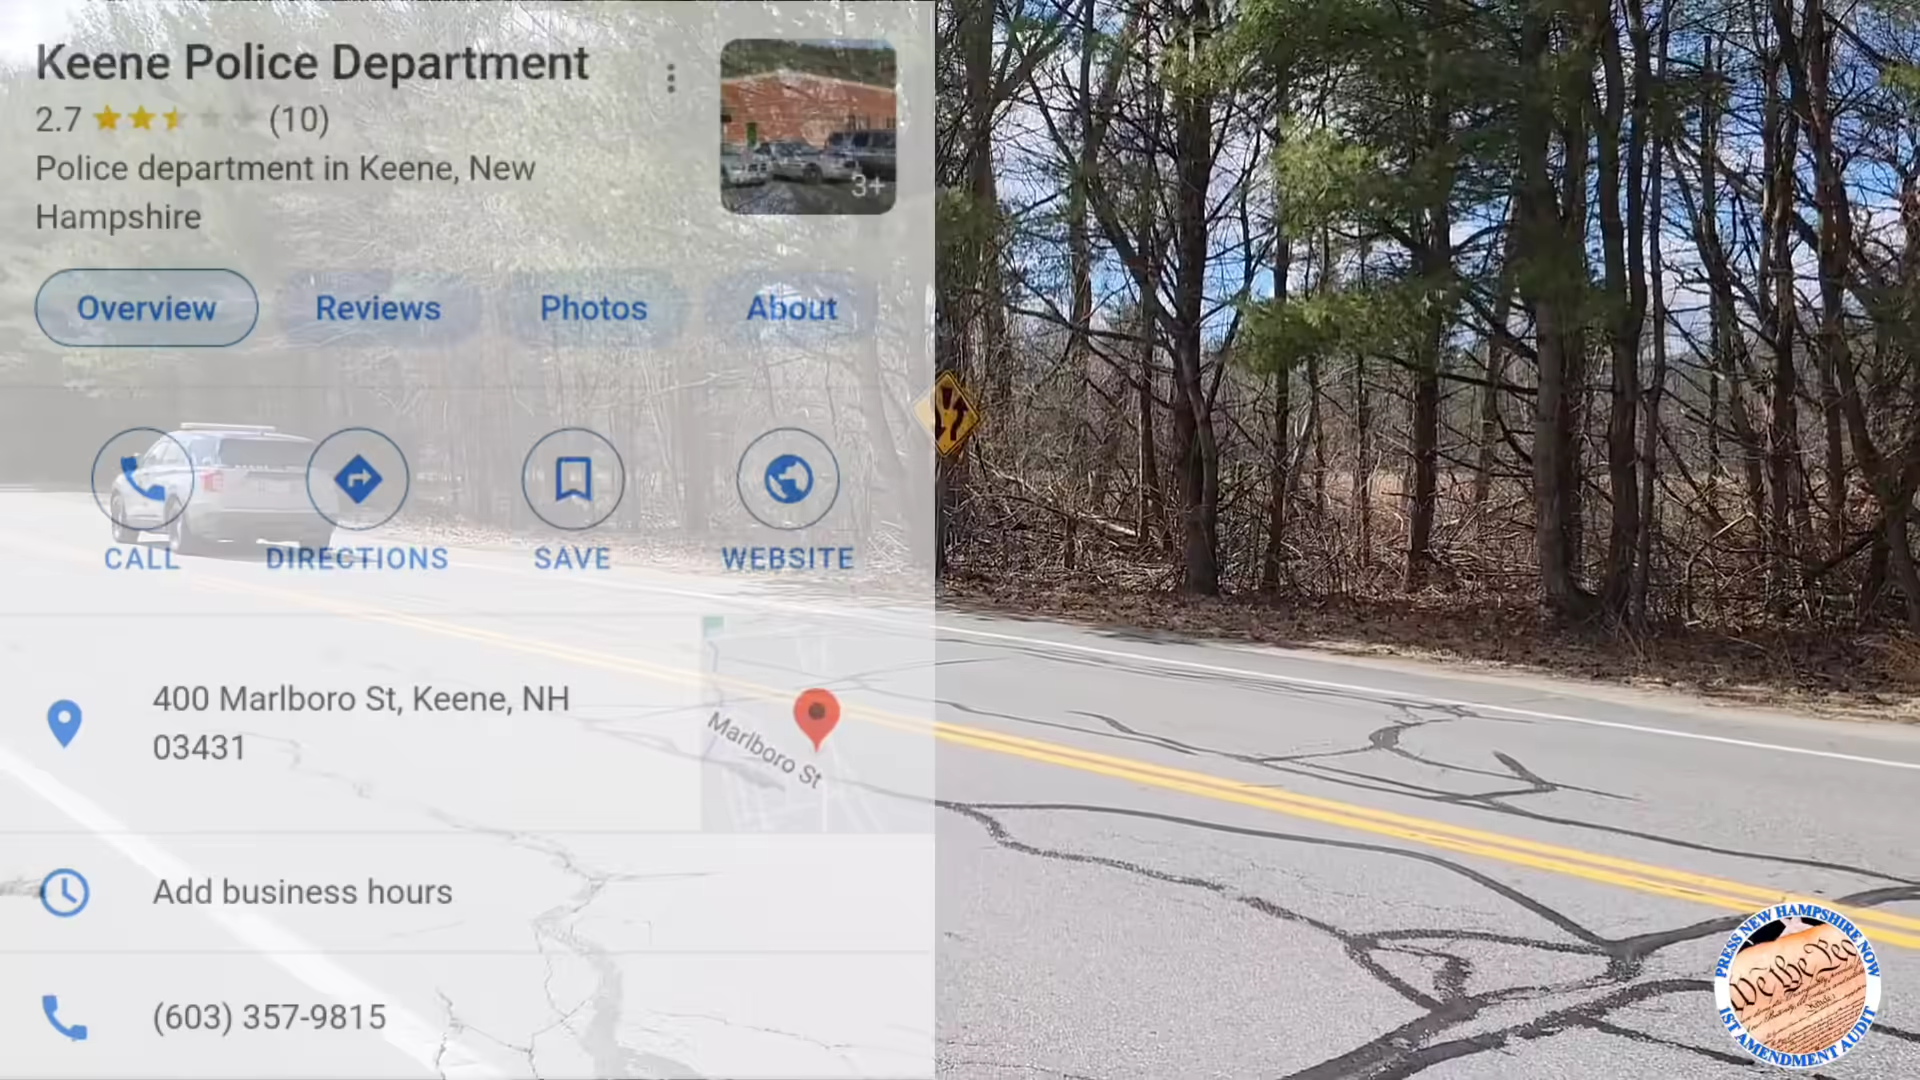 Keene Police Department
2.7 (10)
Police department in Keene, New
Hampshire
3+
Overview Reviews Photos About
CALL DIRECTIONS SAVE WEBSITE
400 Marlboro St, Keene, NH
03431
Marlboro St
Add business hours
(603) 357-9815
PRESS NEW HAMPSHIRE NOW
We the Peo
1ST AMENDMENT AUDIT